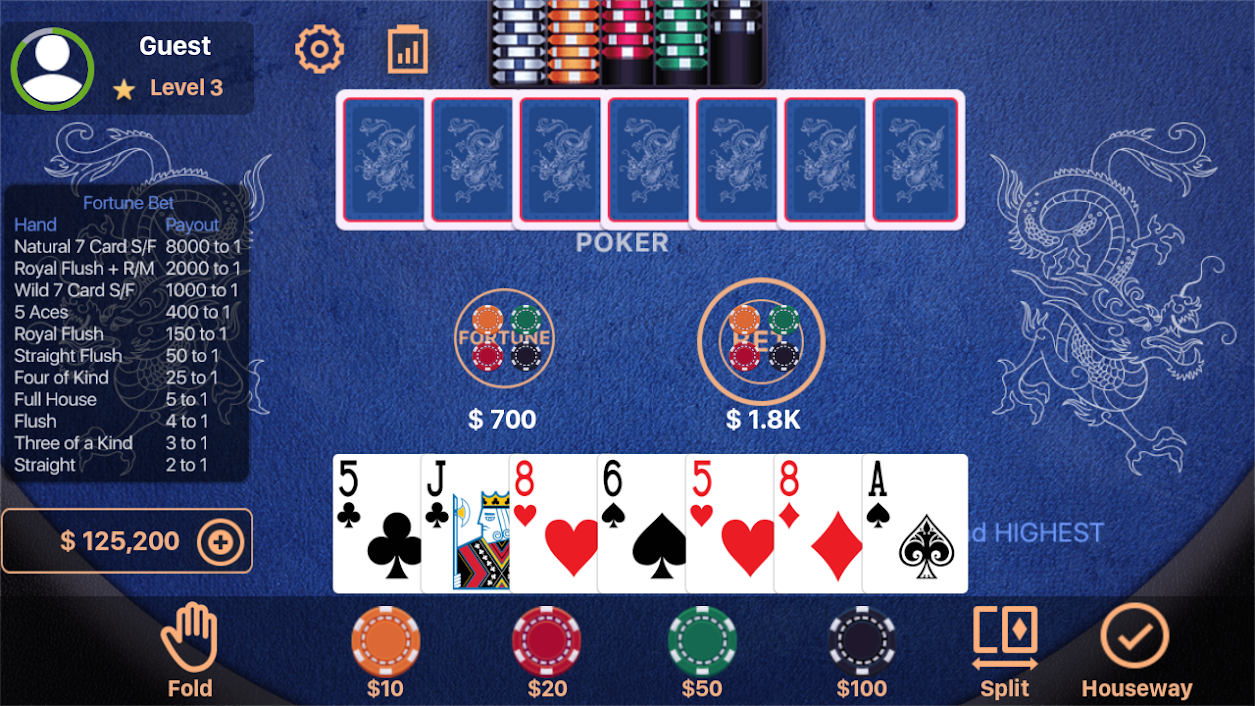 Guest
Level 3
POKER
Fortune Bet
Hand Payout
Natural 7 Card S/F 8000 to 1
Royal Flush + R/M 2000 to 1
Wild 7 Card S/F 1000 to 1
5 Aces 400 to 1
Royal Flush 150 to 1
Straight Flush 50 to 1
Four of Kind 25 to 1
Full House 5 to 1
Flush 4 to 1
Three of a Kind 3 to 1
Straight 2 to 1
FORTUNE BET
$ 700 $ 1.8K
5 J 8 6 5 8 A
HIGHEST
$ 125,200
Fold $10 $20 $50 $100 Split Houseway